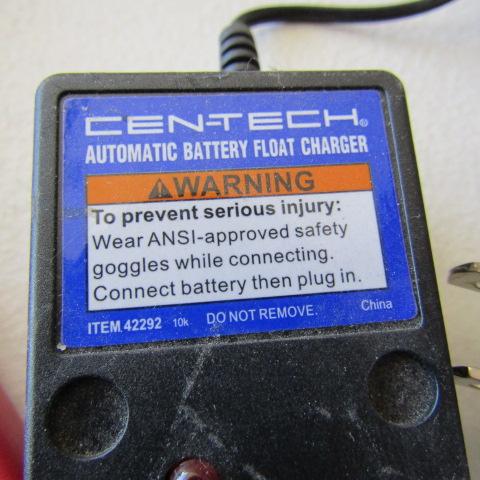 CEN-TECH®
AUTOMATIC BATTERY FLOAT CHARGER
⚠WARNING
To prevent serious injury:
Wear ANSI-approved safety
goggles while connecting.
Connect battery then plug in.
ITEM 42292 10k DO NOT REMOVE. China